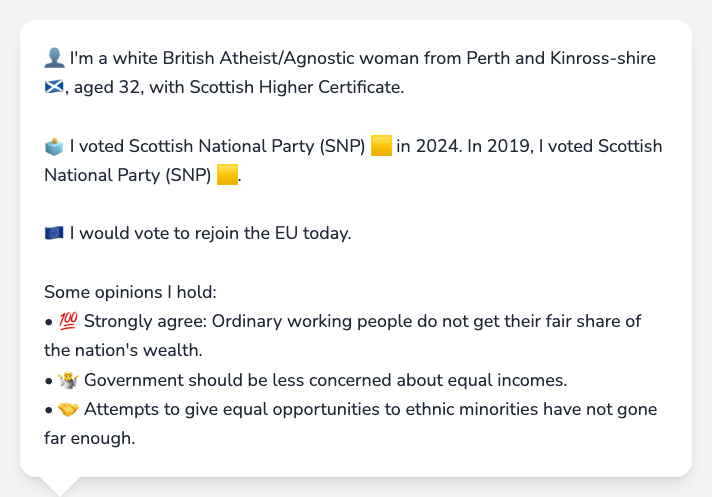 👤 I'm a white British Atheist/Agnostic woman from Perth and Kinross-shire
🏴󠁧󠁢󠁳󠁣󠁴󠁿, aged 32, with Scottish Higher Certificate.
🗳️ I voted Scottish National Party (SNP) 🟨 in 2024. In 2019, I voted Scottish
National Party (SNP) 🟨.
🇪🇺 I would vote to rejoin the EU today.
Some opinions I hold:
• 💯 Strongly agree: Ordinary working people do not get their fair share of
the nation's wealth.
• 🤷 Government should be less concerned about equal incomes.
• 🤝 Attempts to give equal opportunities to ethnic minorities have not gone
far enough.